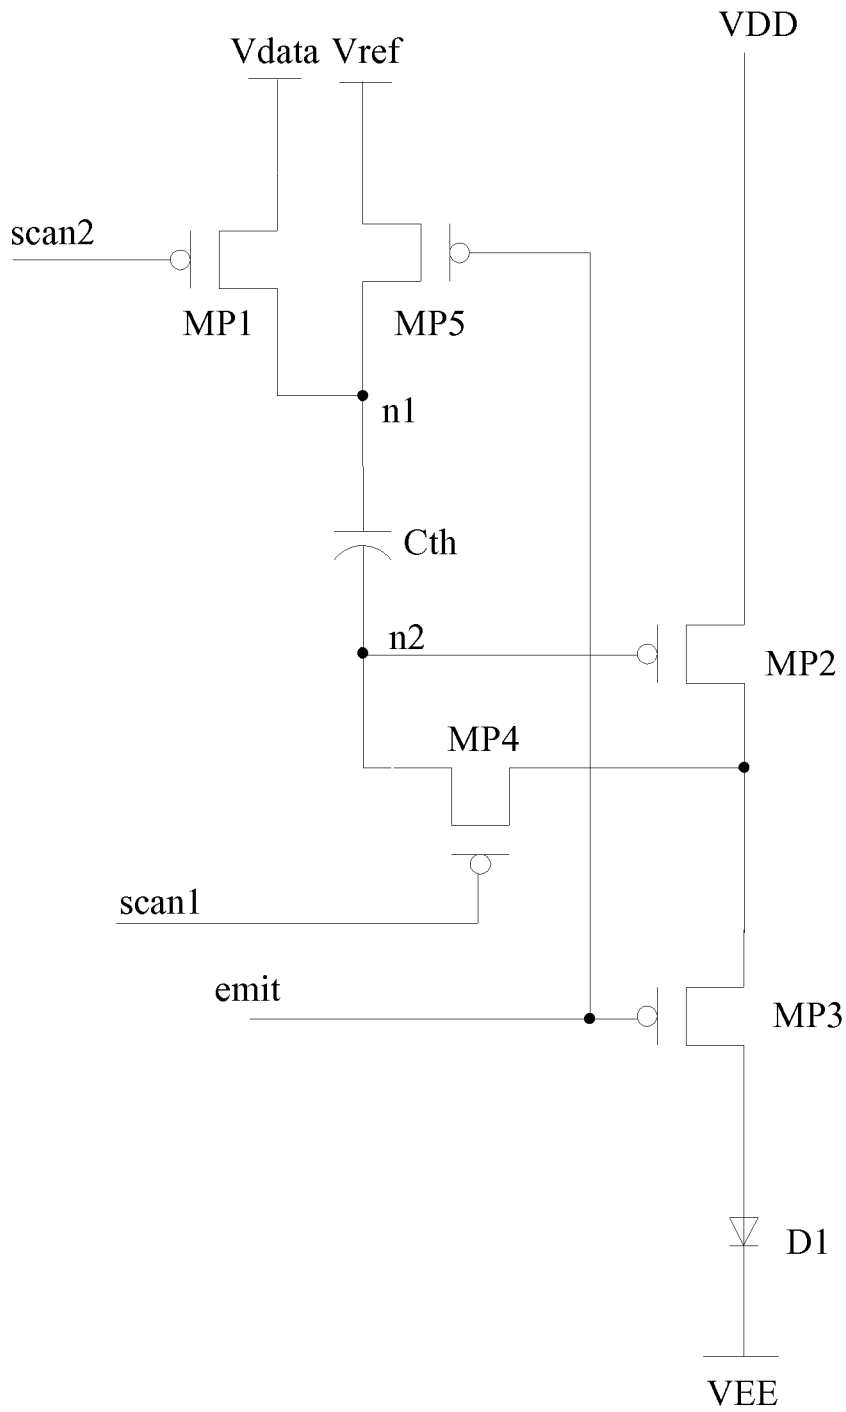 VDD
Vdata Vref
scan2
MP1
MP5
n1
Cth
n2
MP2
MP4
scan1
emit
MP3
D1
VEE